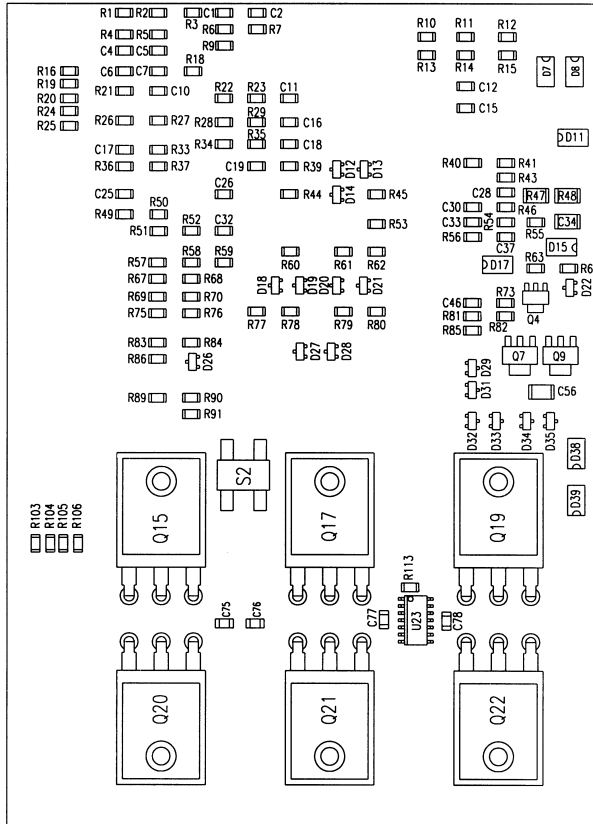 R1 R2 R3 C1 C2
R4 R5 R6 R7
R10 R11 R12
C4 C5 R9
R13 R14 R15
D7 D8
R16 C6 C7 R18
R19
R20 R21 C10 R22 R23 C11
C12
R24
C15
R25 R26 R27 R28 R29 C16
D11
R34 R35 C18
C17 R33
R36 R37 C19 R39 D12 D13
R40 R41
R43
C25 C26 R44 D14 R45
C28 R47 R48
R49 R50
C30 R46
R51 R52 C32 R53
C33 R54 R55 C34
R56
C37 D15
R57 R58 R59 R60 R61 R62
D17 R63 R6
R67 R68
D18 D19 D20 D21
D22
R69 R70
C46 R73 Q4
R75 R76 R77 R78 R79 R80
R81 R82
R85
R83 R84
D27 D28
Q7 Q9
R86 D26
D29
D31 C56
R89 R90
R91
D32 D33 D34 D35
D38
S2
D39
Q15 Q17 Q19
R103 R104 R105 R106
R113
C75 C76 C77 U23 C78
Q20 Q21 Q22